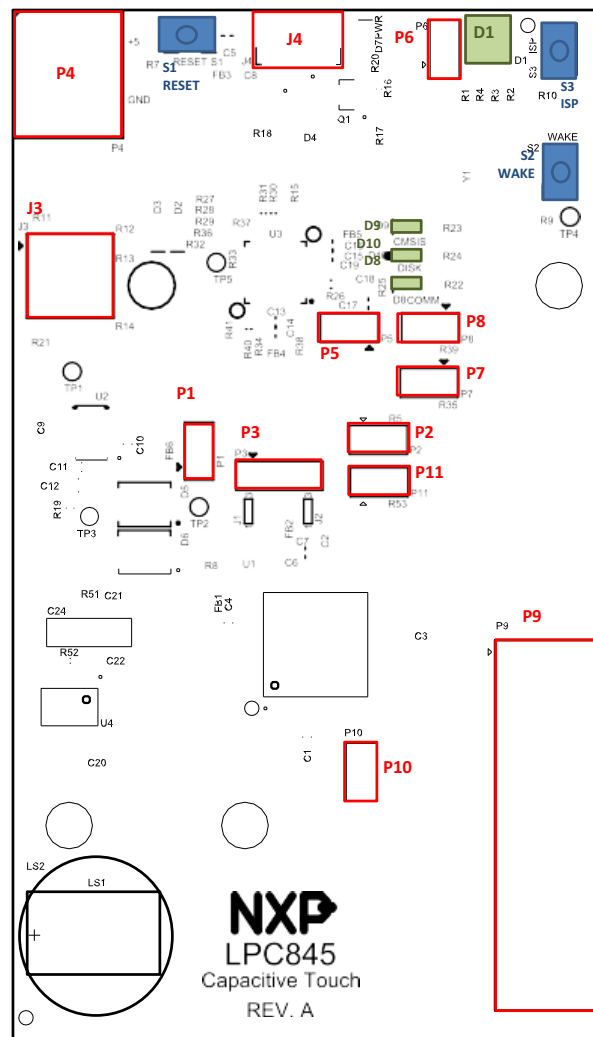 P4
+5
GND
P4
R7
RESET S1
S1
RESET
C5
FB3
J4
C8
J4
D7PWR
R20
R16
Q1
R17
R18
D4
P6
P6
D1
D1
ISP
S3
S3
ISP
R1
R4
R3
R2
R10
WAKE
S2
S2
WAKE
Y1
R9
TP4
J3
R11
J3
R12
R13
R14
R21
D3
D2
R27
R28
R29
R36
R32
R37
R31
R30
R15
U3
R33
TP5
FB5
C15
C19
R26
C18
C17
R25
D9
D10
D8
CMSIS
DISK
D8COMM
R23
R24
R22
R41
R40
R34
C13
FB4
C14
R38
P5
P5
P8
P8
R39
P7
P7
R35
TP1
U2
C9
C10
C11
C12
R19
TP3
P1
FB6
P1
D5
D6
TP2
P3
P3
J1
FB2
J2
R5
P2
P2
P11
P11
R53
R8
U1
C7
C6
C2
R51
C21
C24
R52
C22
U4
C20
FB1
C4
C3
C1
P10
P10
P9
P9
LS2
LS1
NXP
LPC845
Capacitive Touch
REV. A